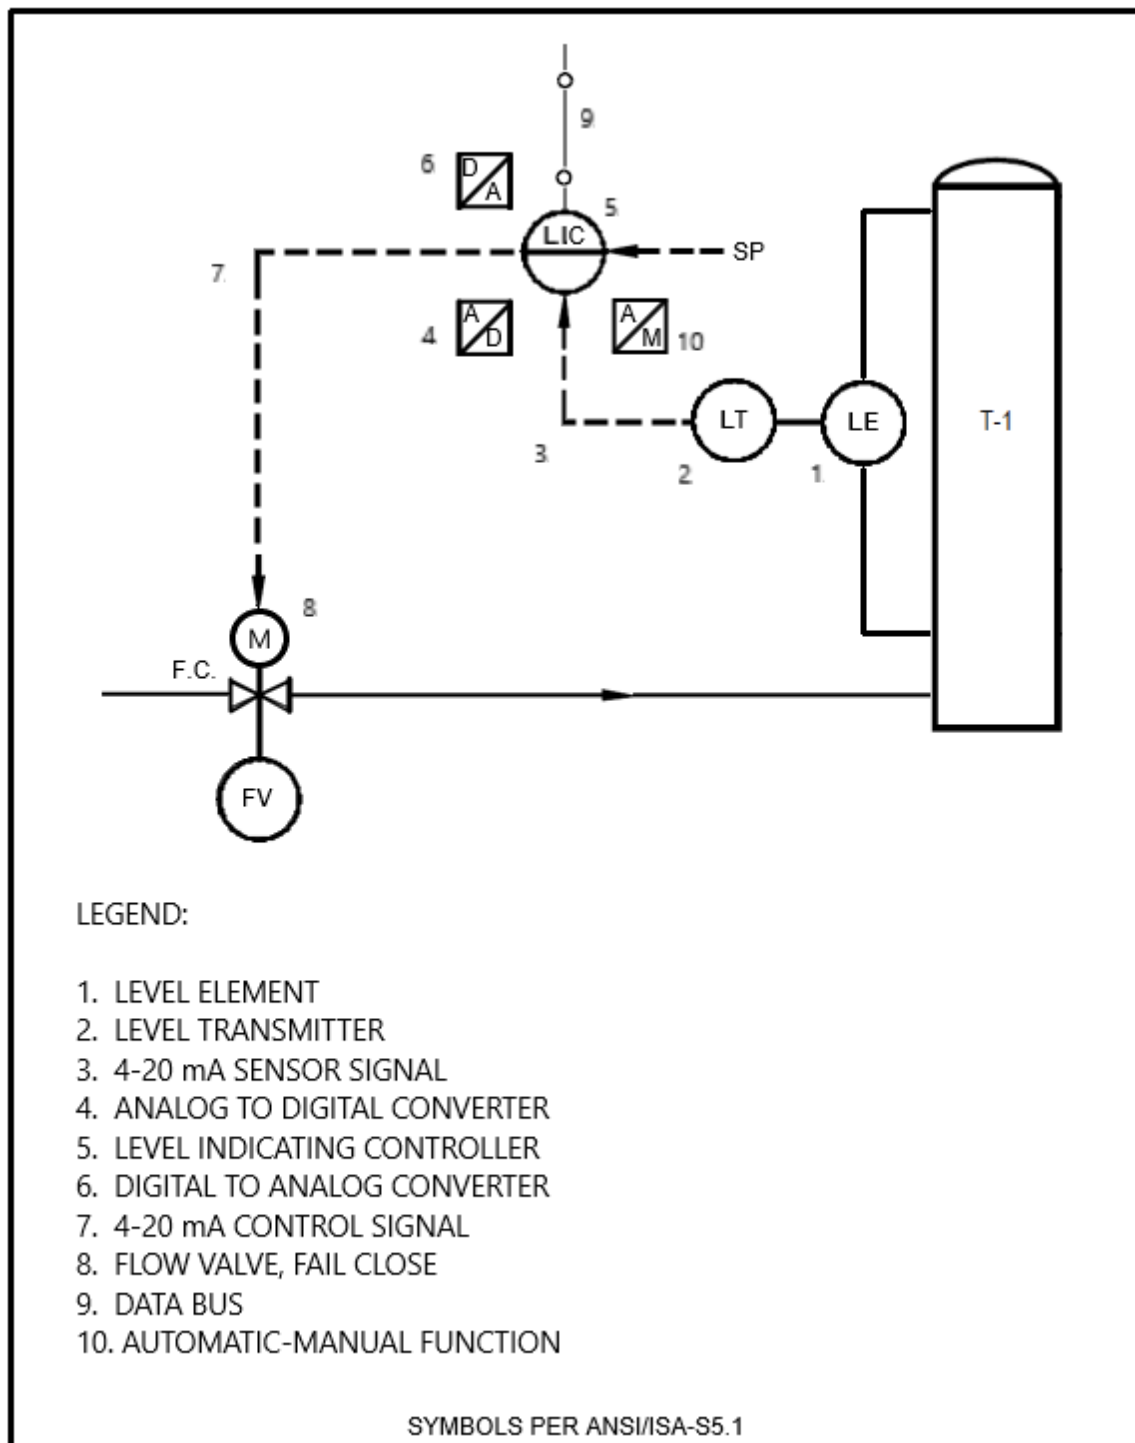 9
6
D
A
5
LIC
SP
7
4
A
D
A
M
10
LT
LE
T-1
3
2
1
8
M
F.C.
FV
LEGEND:
1. LEVEL ELEMENT
2. LEVEL TRANSMITTER
3. 4-20 mA SENSOR SIGNAL
4. ANALOG TO DIGITAL CONVERTER
5. LEVEL INDICATING CONTROLLER
6. DIGITAL TO ANALOG CONVERTER
7. 4-20 mA CONTROL SIGNAL
8. FLOW VALVE, FAIL CLOSE
9. DATA BUS
10. AUTOMATIC-MANUAL FUNCTION
SYMBOLS PER ANSI/ISA-S5.1